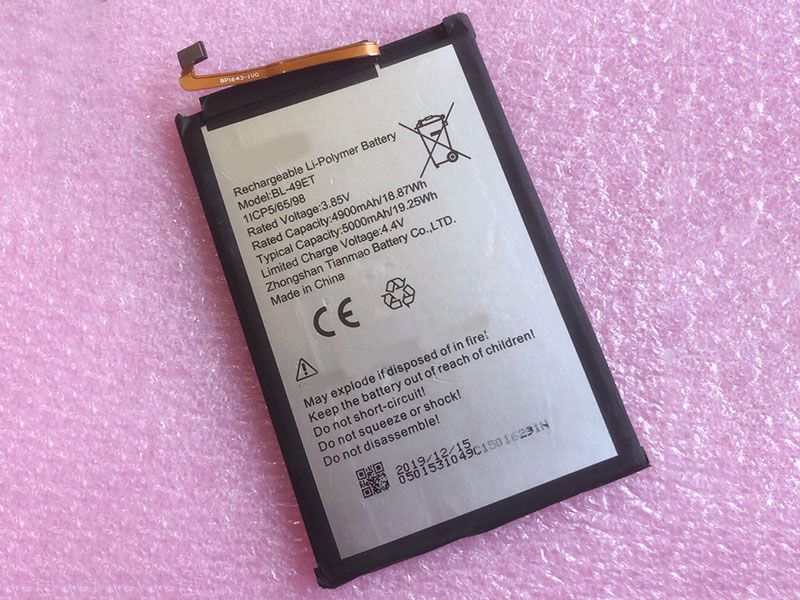 BP1643-1U0
Rechargeable Li-Polymer Battery
Model:BL-49ET
1ICP5/65/98
Rated Voltage:3.85V
Rated Capacity:4900mAh/18.87Wh
Typical Capacity:5000mAh/19.25Wh
Limited Charge Voltage:4.4V
Zhongshan Tianmao Battery Co.,LTD.
Made in China
CE
May explode if disposed of in fire!
Keep the battery out of reach of children!
Do not short-circuit!
Do not squeeze or shock!
Do not disassemble!
2019/12/15
0501531049C15016231N